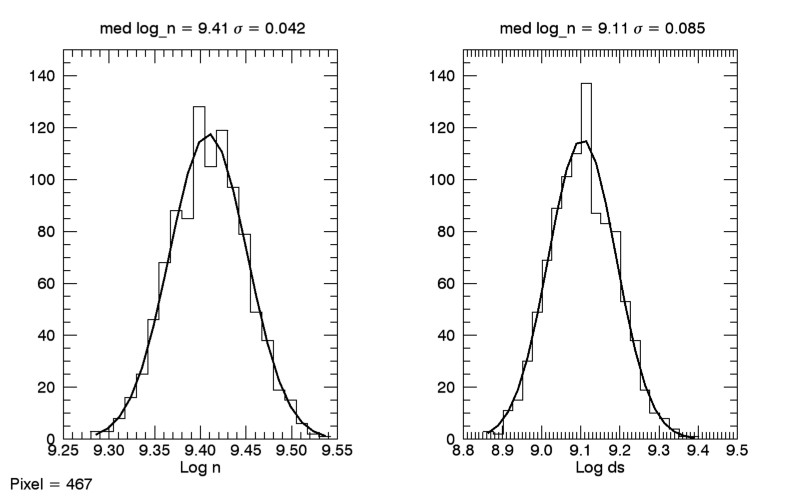 med log_n = 9.41 σ = 0.042
med log_n = 9.11 σ = 0.085
140
120
100
80
60
40
20
0
9.25 9.30 9.35 9.40 9.45 9.50 9.55
Log n
140
120
100
80
60
40
20
0
8.8 8.9 9.0 9.1 9.2 9.3 9.4 9.5
Log ds
Pixel = 467